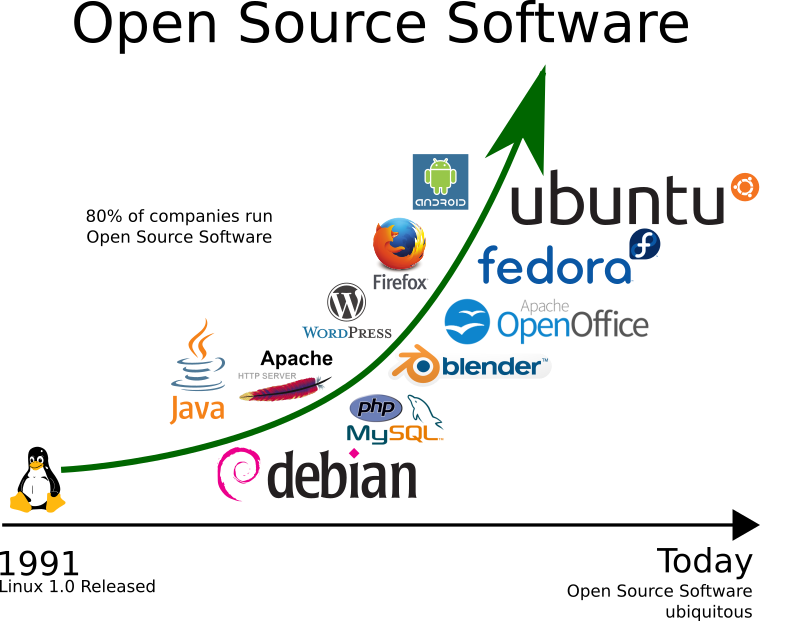 Open Source Software
ANDROID
ubuntu
80% of companies run
Open Source Software
fedora
Firefox
WORDPRESS
Apache
OpenOffice
Apache
HTTP SERVER
blender™
Java
php
MySQL™
debian
1991
Linux 1.0 Released
Today
Open Source Software
ubiquitous